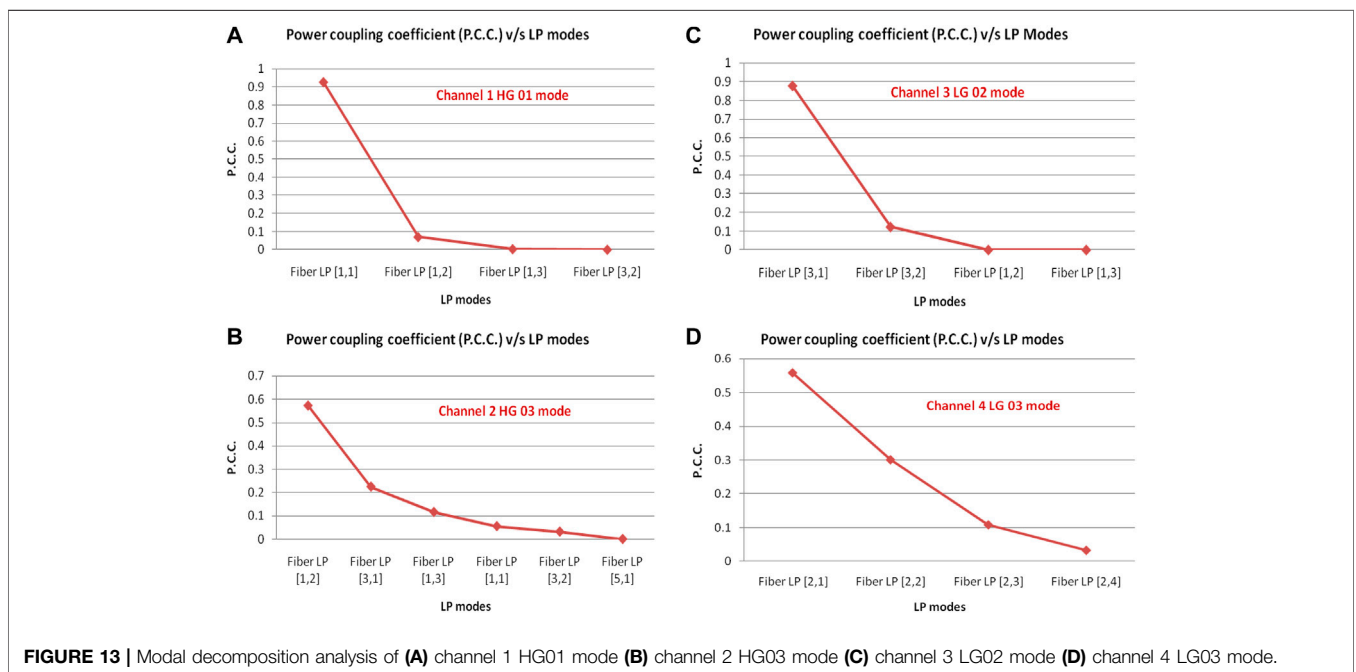 A
Power coupling coefficient (P.C.C.) v/s LP modes
Channel 1 HG 01 mode
P.C.C.
1
0.9
0.8
0.7
0.6
0.5
0.4
0.3
0.2
0.1
0
Fiber LP [1,1] Fiber LP [1,2] Fiber LP [1,3] Fiber LP [3,2]
LP modes
C
Power coupling coefficient (P.C.C.) v/s LP Modes
Channel 3 LG 02 mode
P.C.C.
1
0.9
0.8
0.7
0.6
0.5
0.4
0.3
0.2
0.1
0
Fiber LP [3,1] Fiber LP [3,2] Fiber LP [1,2] Fiber LP [1,3]
LP modes
B
Power coupling coefficient (P.C.C.) v/s LP modes
Channel 2 HG 03 mode
P.C.C.
0.7
0.6
0.5
0.4
0.3
0.2
0.1
0
Fiber LP Fiber LP Fiber LP Fiber LP Fiber LP Fiber LP
[1,2] [3,1] [1,3] [1,1] [3,2] [5,1]
LP modes
D
Power coupling coefficient (P.C.C.) v/s LP modes
Channel 4 LG 03 mode
P.C.C.
0.6
0.5
0.4
0.3
0.2
0.1
0
Fiber LP [2,1] Fiber LP [2,2] Fiber LP [2,3] Fiber LP [2,4]
LP modes
FIGURE 13 | Modal decomposition analysis of (A) channel 1 HG01 mode (B) channel 2 HG03 mode (C) channel 3 LG02 mode (D) channel 4 LG03 mode.